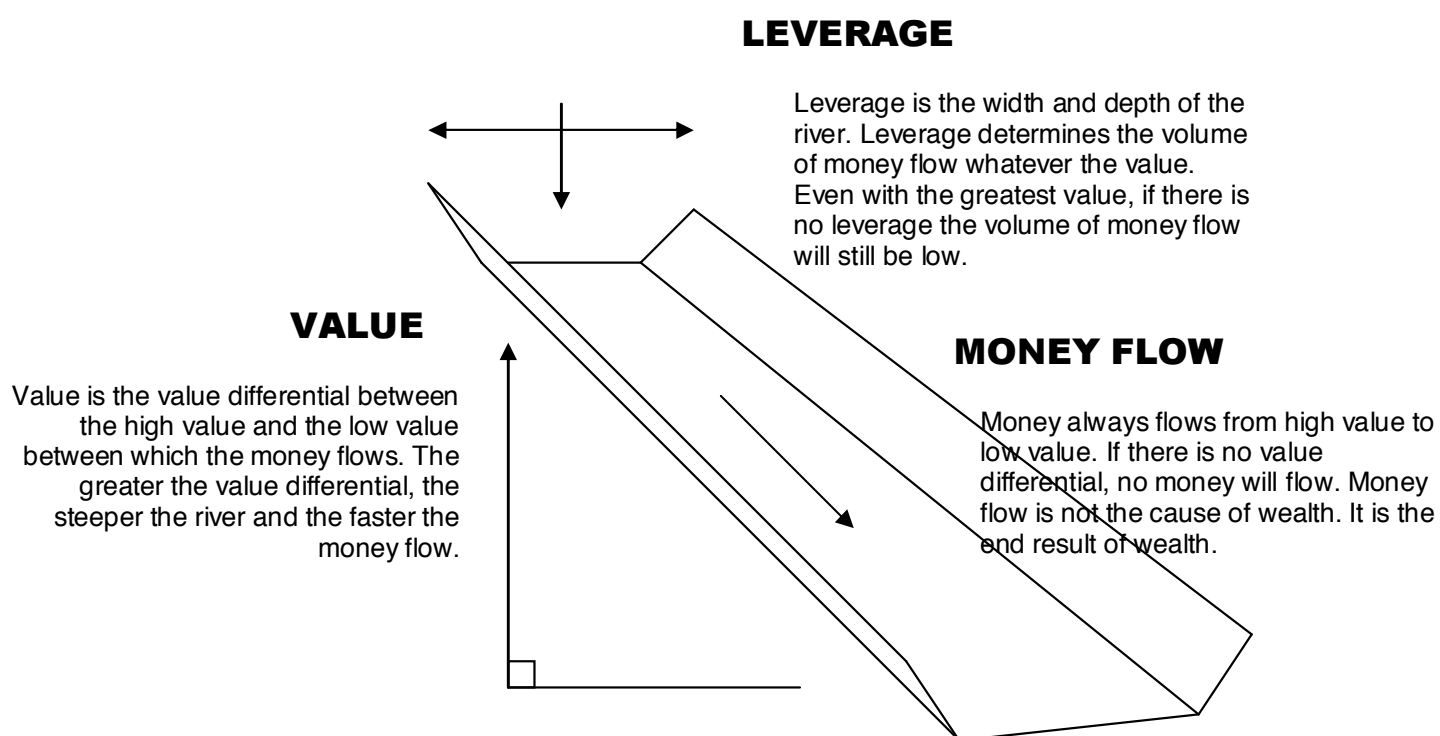 LEVERAGE
Leverage is the width and depth of the
river. Leverage determines the volume
of money flow whatever the value.
Even with the greatest value, if there is
no leverage the volume of money flow
will still be low.
VALUE
Value is the value differential between
the high value and the low value
between which the money flows. The
greater the value differential, the
steeper the river and the faster the
money flow.
MONEY FLOW
Money always flows from high value to
low value. If there is no value
differential, no money will flow. Money
flow is not the cause of wealth. It is the
end result of wealth.